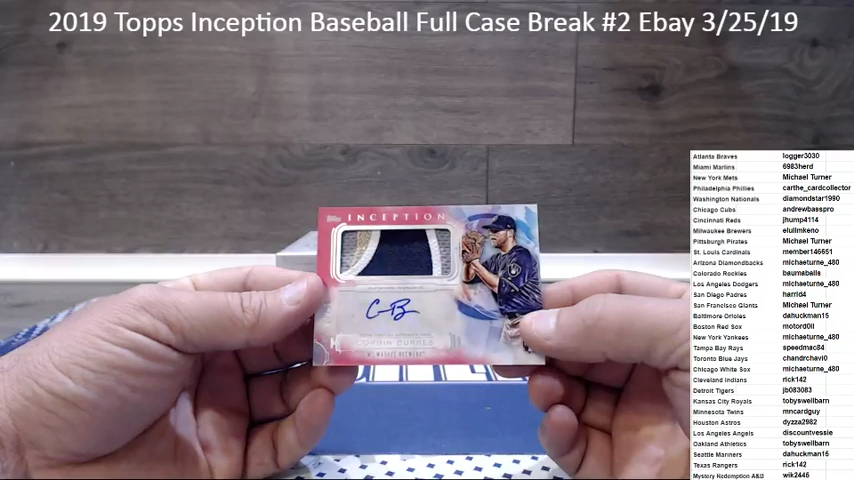 2019 Topps Inception Baseball Full Case Break #2 Ebay 3/25/19
Atlanta Braves logger3030
Miami Marlins 6983herd
New York Mets Michael Turner
Philadelphia Phillies carthe_cardcollector
Washington Nationals diamondstar1990
Chicago Cubs andrewbasspro
Cincinnati Reds jhump4114
Milwaukee Brewers
Pittsburgh Pirates Michael Turner
St. Louis Cardinals member146651
Arizona Diamondbacks michaeturne_480
Colorado Rockies baumaballs
Los Angeles Dodgers michaeturne_480
San Diego Padres harrid4
San Francisco Giants Michael Turner
Baltimore Orioles dahuckman15
Boston Red Sox
New York Yankees michaeturne_480
Tampa Bay Rays speedmac84
Toronto Blue Jays chandrchavi0
Chicago White Sox michaeturne_480
Cleveland Indians rick142
Detroit Tigers jb083083
Kansas City Royals tobyswellbarn
Minnesota Twins mncardguy
Houston Astros dyzza2982
Los Angeles Angels discountvessie
Oakland Athletics tobyswellbarn
Seattle Mariners dahuckman15
Texas Rangers rick142
Mystery Redemption A&B wik2446
Topps INCEPTION
CORBIN BURNES
MILWAUKEE BREWERS